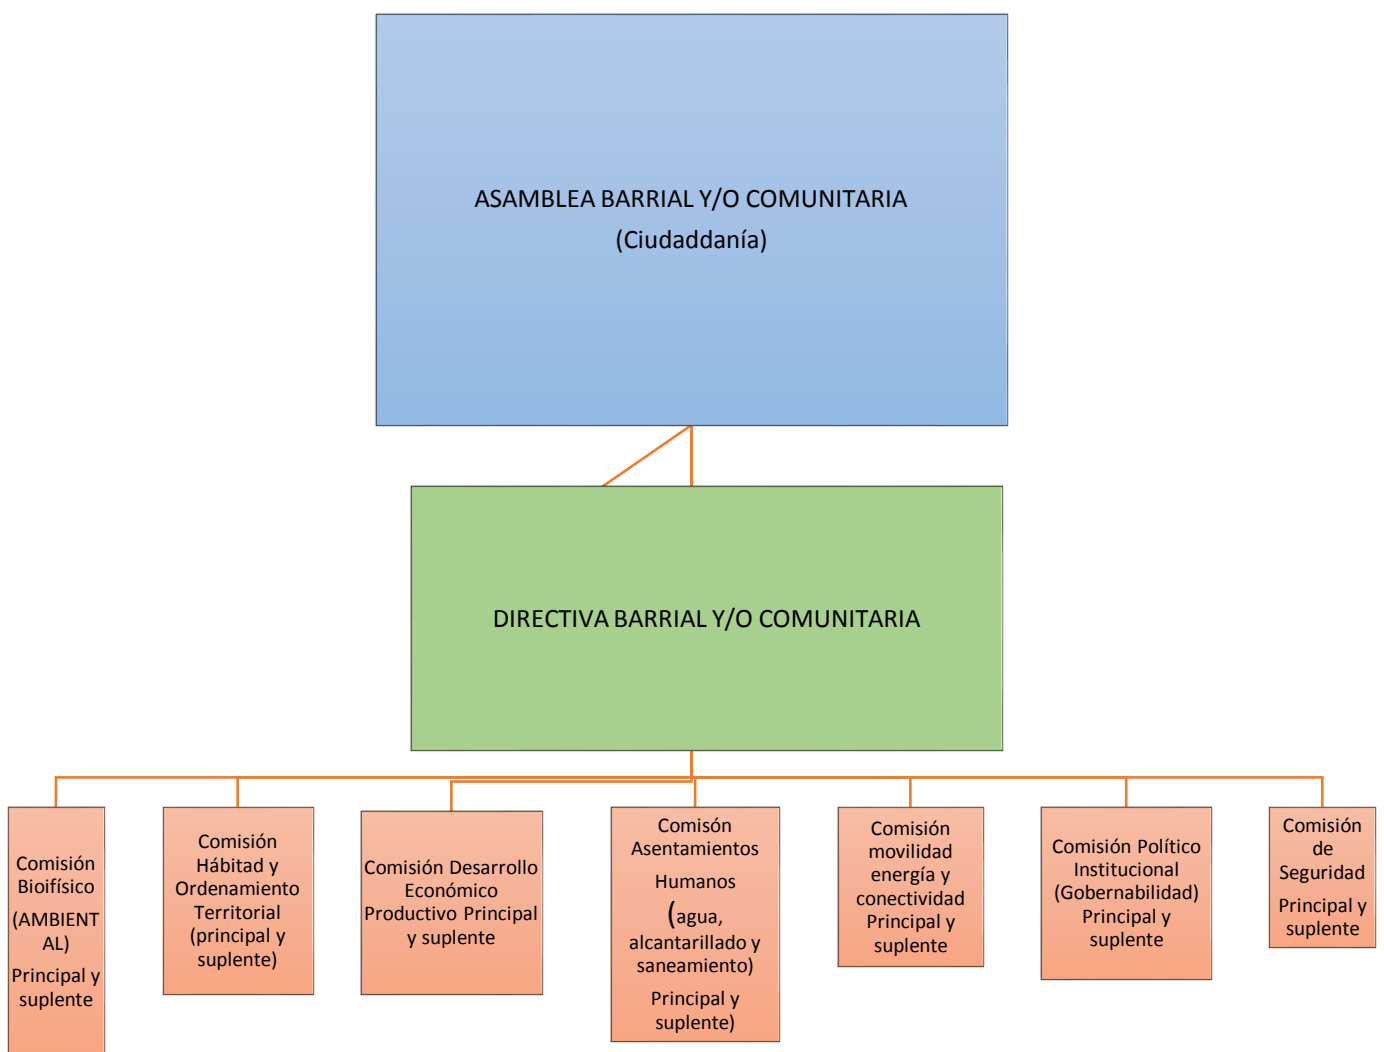 ASAMBLEA BARRIAL Y/O COMUNITARIA
(Ciudaddanía)
DIRECTIVA BARRIAL Y/O COMUNITARIA
Comisión
Bioifísico
(AMBIENT
AL)
Principal y
suplente
Comisión
Hábitad y
Ordenamiento
Territorial
(principal y
suplente)
Comisión Desarrollo
Económico
Productivo Principal
y suplente
Comisón
Asentamientos
Humanos
(agua,
alcantarillado y
saneamiento)
Principal y
suplente)
Comisión
movilidad
energía y
conectividad
Principal y
suplente
Comisión Político
Institucional
(Gobernabilidad)
Principal y
suplente
Comisión
de
Seguridad
Principal y
suplente